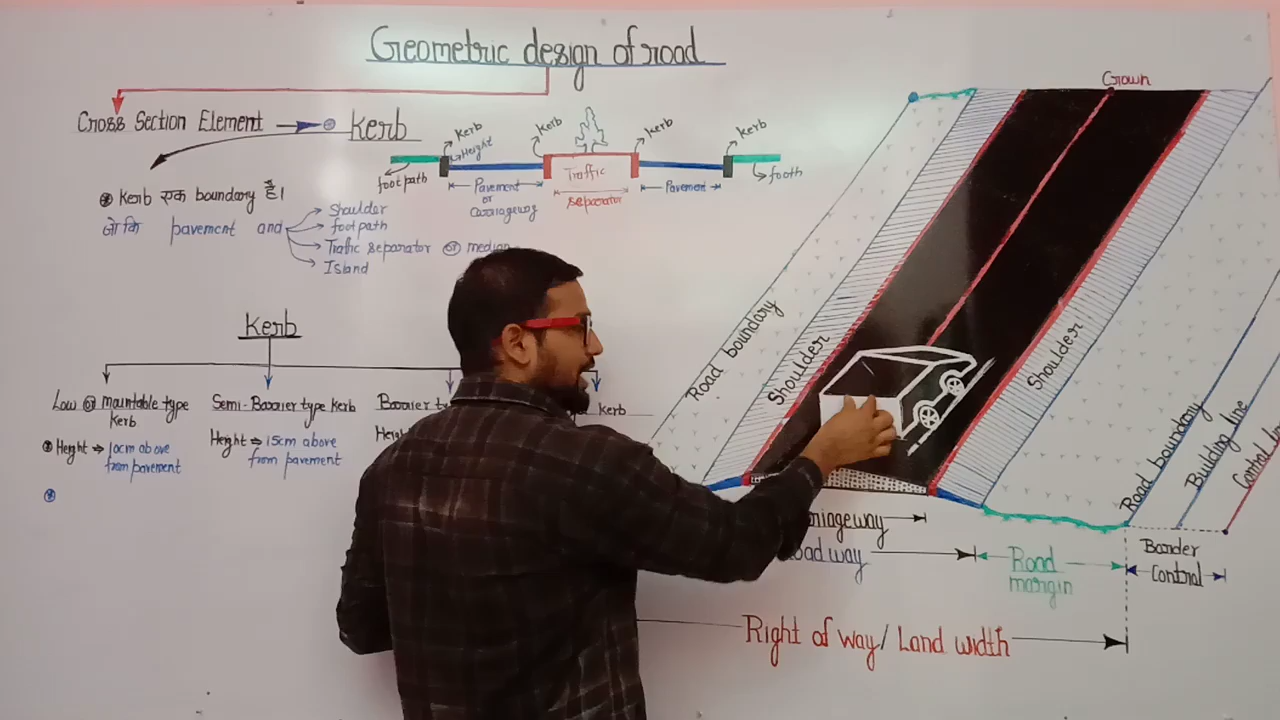 Geometric design of road
Cross Section Element
Kerb
Kerb
Height
Kerb
Kerb
Kerb
foot path
Pavement
or
Carriageway
Traffic
separator
Pavement
footh
* Kerb एक boundary है।
जो कि pavement and
Shoulder
foot path
Traffic separator or median
Island
Kerb
Low or mountable type
Kerb
Height ⇒ 10cm above
from pavement
Semi-Barrier type Kerb
Height ⇒ 15cm above
from pavement
Barrier
Kerb
Crown
Road boundary
Shoulder
Shoulder
Road boundary
Building line
Control
Road
margin
Border
Control
Right of way/ Land width